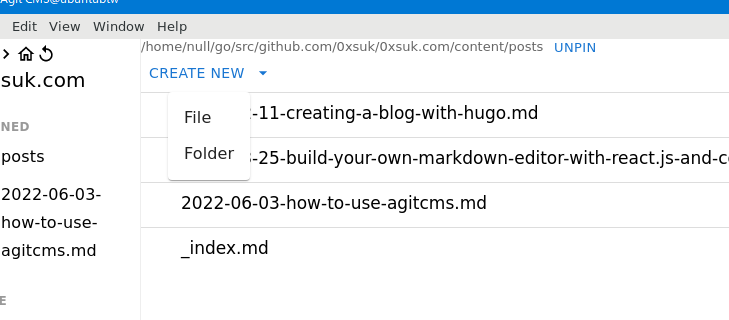 Agit CMS@ubuntubtw
Edit View Window Help
/home/null/go/src/github.com/0xsuk/0xsuk.com/content/posts UNPIN
suk.com
CREATE NEW
NED
posts
2022-06-03-
how-to-use-
agitcms.md
E
File
Folder
-11-creating-a-blog-with-hugo.md
-25-build-your-own-markdown-editor-with-react.js-and-c
2022-06-03-how-to-use-agitcms.md
_index.md